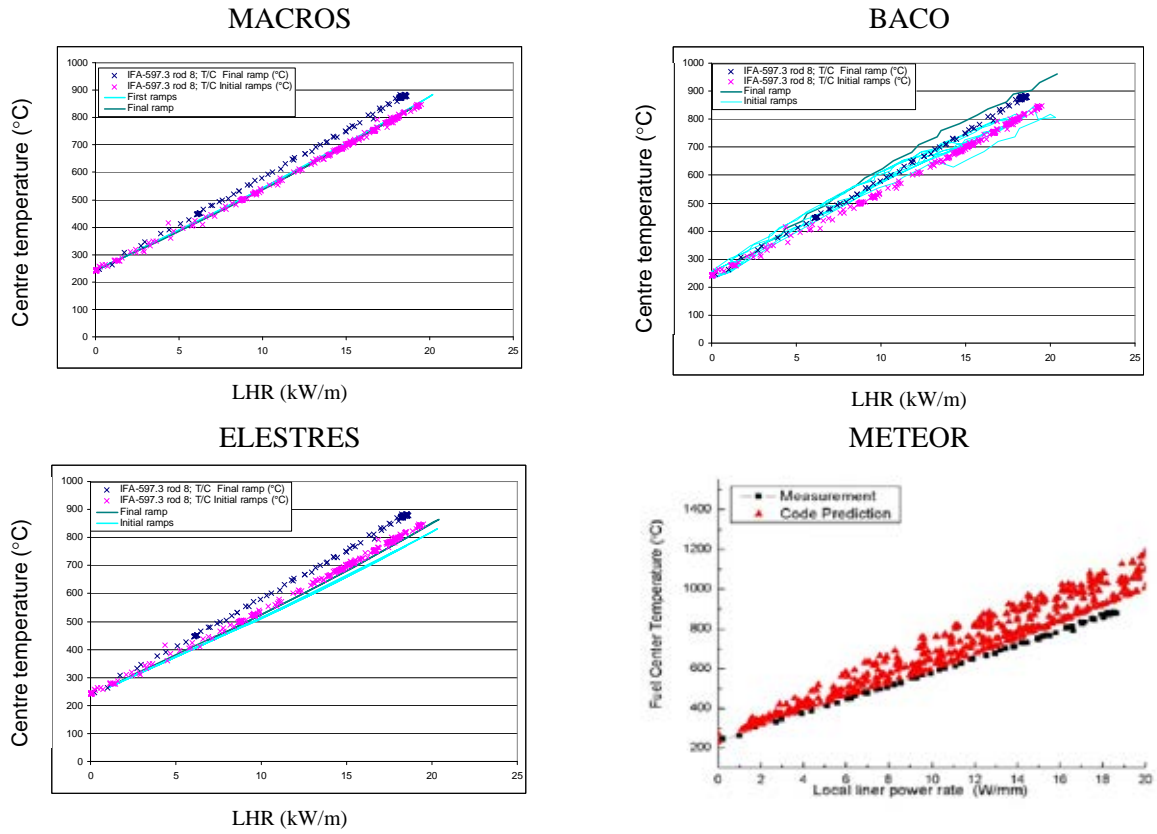 MACROS
1000
900
800
700
600
500
400
300
200
100
0
IFA-597.3 rod 8; T/C Final ramp (°C)
IFA-597.3 rod 8; T/C Initial ramps (°C)
First ramps
Final ramp
Centre temperature (°C)
0 5 10 15 20 25
LHR (kW/m)
BACO
1000
900
800
700
600
500
400
300
200
100
0
IFA-597.3 rod 8; T/C Final ramp (°C)
IFA-597.3 rod 8; T/C Initial ramps (°C)
Final ramp
Initial ramps
Centre temperature (°C)
0 5 10 15 20 25
LHR (kW/m)
ELESTRES
1000
900
800
700
600
500
400
300
200
100
0
IFA-597.3 rod 8; T/C Final ramp (°C)
IFA-597.3 rod 8; T/C Initial ramps (°C)
Final ramp
Initial ramps
Centre temperature (°C)
0 5 10 15 20 25
LHR (kW/m)
METEOR
Measurement
Code Prediction
1400
1200
1000
800
600
400
200
Fuel Center Temperature (°C)
0 2 4 6 8 10 12 14 16 18 20
Local liner power rate (W/mm)